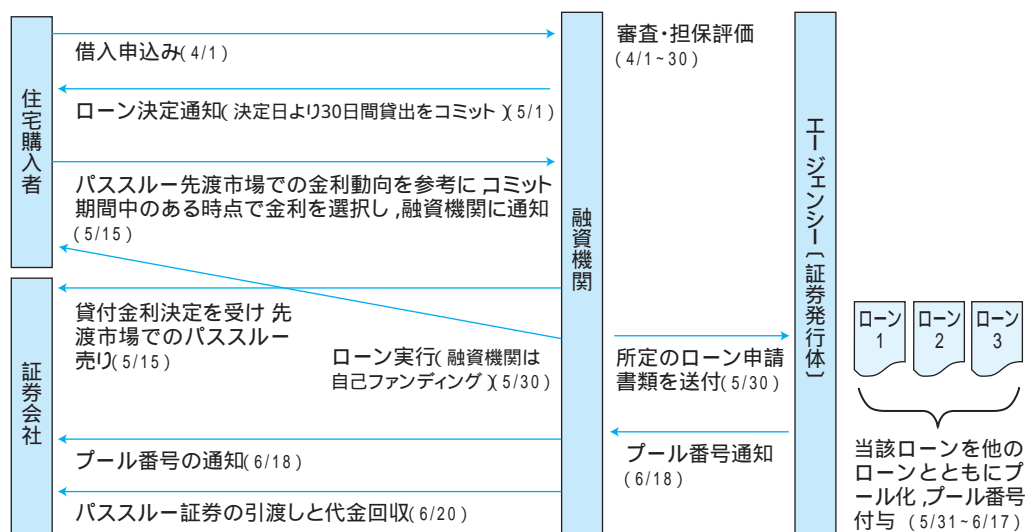 住宅購入者
借入申込み(4/1)
ローン決定通知(決定日より30日間貸出をコミット)(5/1)
パススルー先渡市場での金利動向を参考に コミット
期間中のある時点で金利を選択し,融資機関に通知
(5/15)
証券会社
貸付金利決定を受け 先
渡市場でのパススルー
売り(5/15)
ローン実行(融資機関は
自己ファンディング)(5/30)
プール番号の通知(6/18)
パススルー証券の引渡しと代金回収(6/20)
融資機関
審査・担保評価
(4/1~30)
所定のローン申請
書類を送付(5/30)
プール番号通知
(6/18)
エージェンシー〔証券発行体〕
ローン
1
ローン
2
ローン
3
当該ローンを他の
ローンとともにプ
ール化,プール番号
付与 (5/31~6/17)